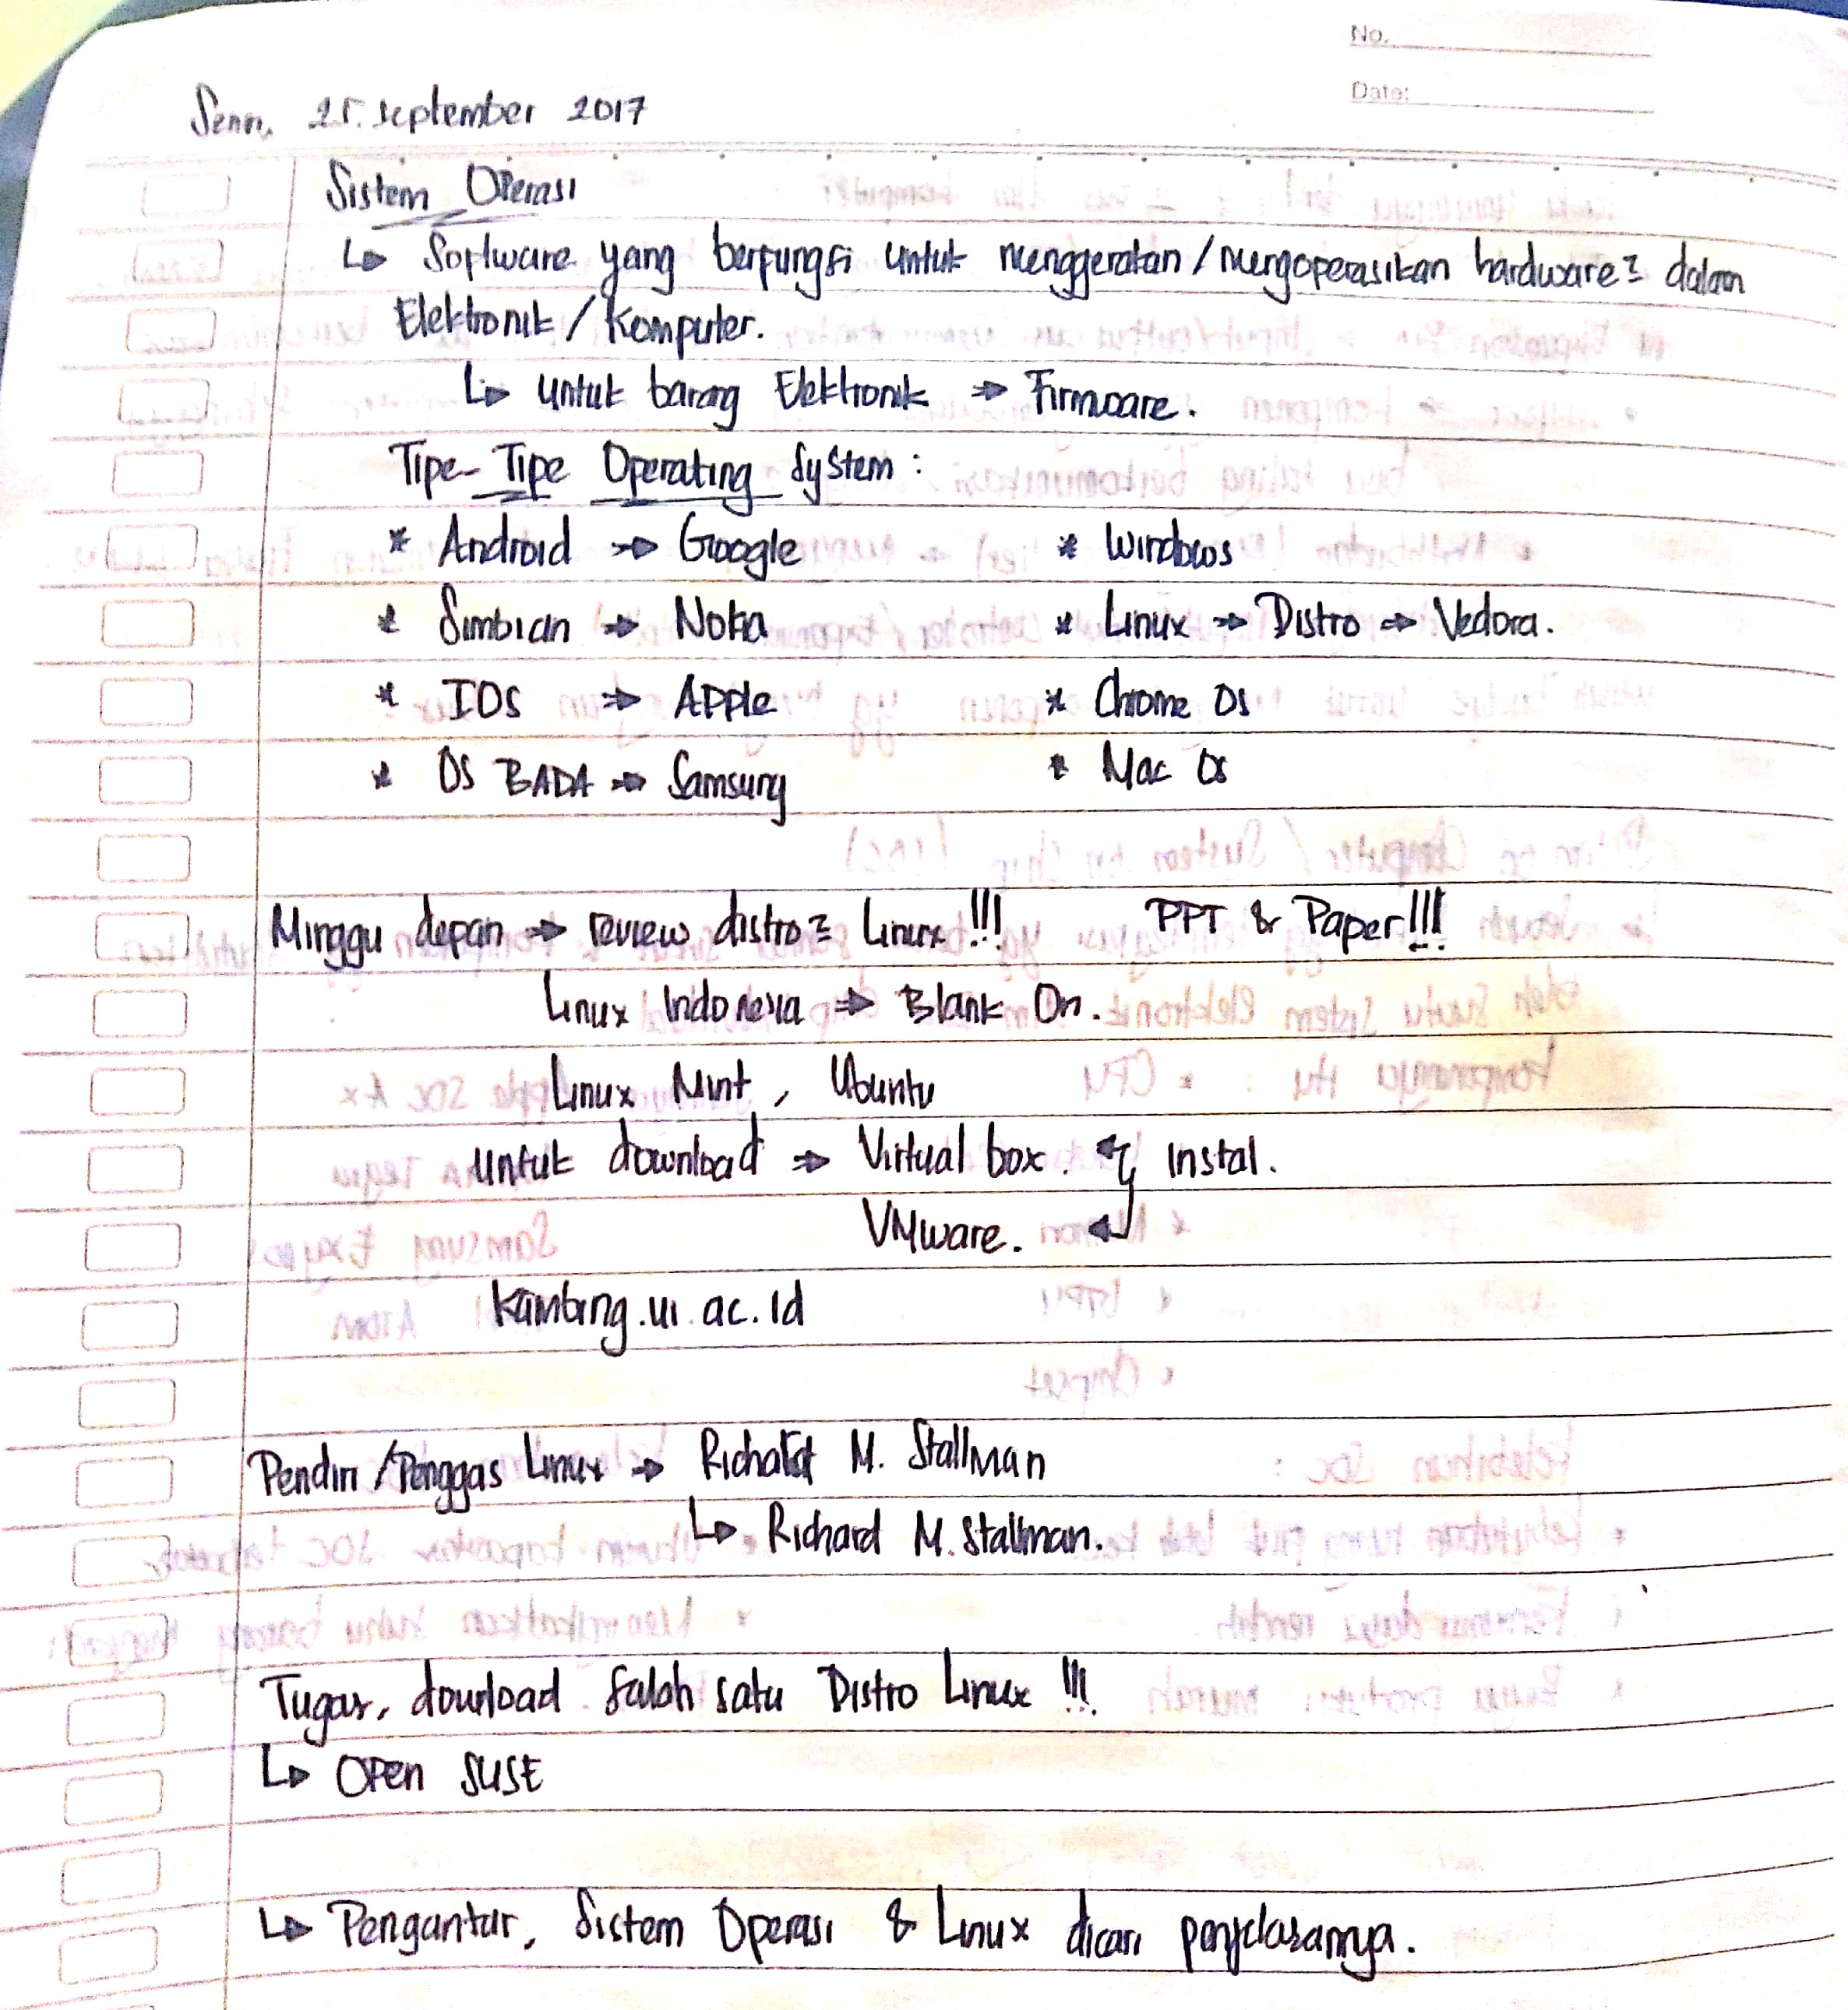 No.
Date:
Senin, 25 September 2017
Sistem Operasi
↳ Software yang berfungsi untuk menggerakan / mengoperasikan hardware2 dalam
Elektronik / Komputer.
↳ untuk barang Elektronik ⇒ Firmware.
Tipe-Tipe Operating System :
* Android ⇒ Google * Windows
* Simbian ⇒ Nokia * Linux ⇒ Distro ⇒ Vedora.
* IOS ⇒ Apple * Chrome OS
* OS BADA ⇒ Samsung * Mac OS
Minggu depan ⇒ review distro2 Linux !!! PPT & Paper!!!
Linux Indonesia ⇒ Blank On.
Linux Mint , Ubuntu
untuk download ⇒ Virtual box. Instal.
VMware.
kambing.ui.ac.id
Pendiri / Penggas Linux ⇒ Richard M. Stallman
↳ Richard M. Stallman.
Tugas, download salah satu Distro Linux !!!
↳ Open SUSE
↳ Pengantar, Sistem Operasi & Linux dicari penjelasannya.